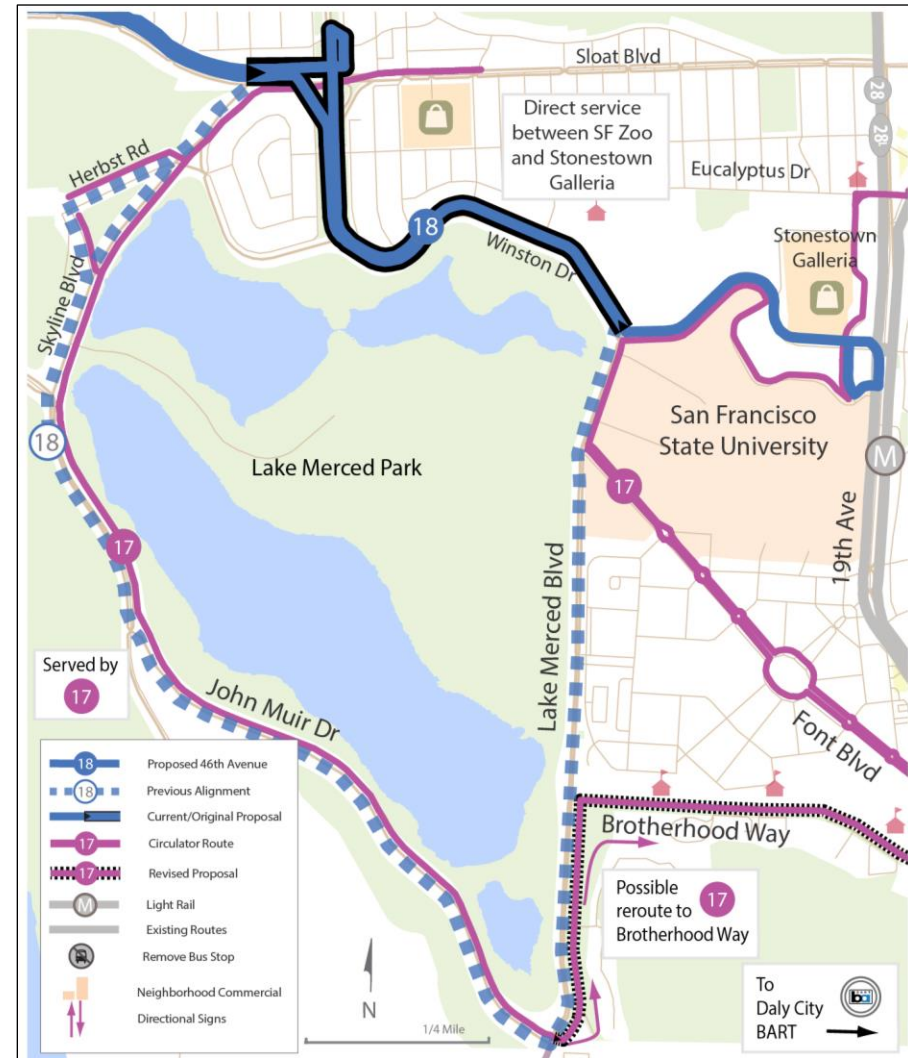 Sloat Blvd
28
28L
Direct service
between SF Zoo
and Stonestown
Galleria
Herbst Rd
Eucalyptus Dr
18
Winston Dr
Stonestown
Galleria
Skyline Blvd
18
San Francisco
State University
M
Lake Merced Park
17
19th Ave
17
Lake Merced Blvd
Served by
17
John Muir Dr
Font Blvd
18 Proposed 46th Avenue
18 Previous Alignment
Current/Original Proposal
17 Circulator Route
17 Revised Proposal
M Light Rail
Existing Routes
Remove Bus Stop
Neighborhood Commercial
Directional Signs
N
1/4 Mile
Brotherhood Way
Possible
reroute to 17
Brotherhood Way
To
Daly City
BART
ba